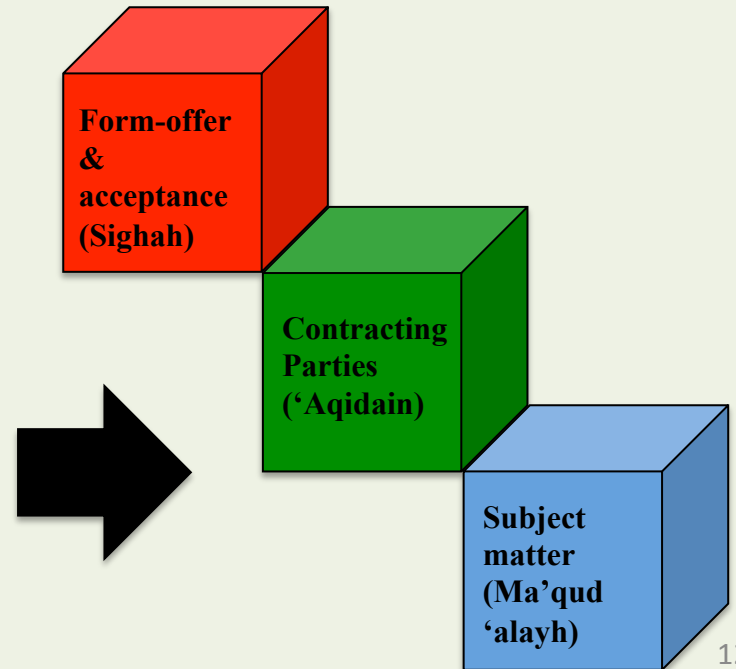 Form-offer
&
acceptance
(Sighah)
Contracting
Parties
(‘Aqidain)
Subject
matter
(Ma’qud
‘alayh)